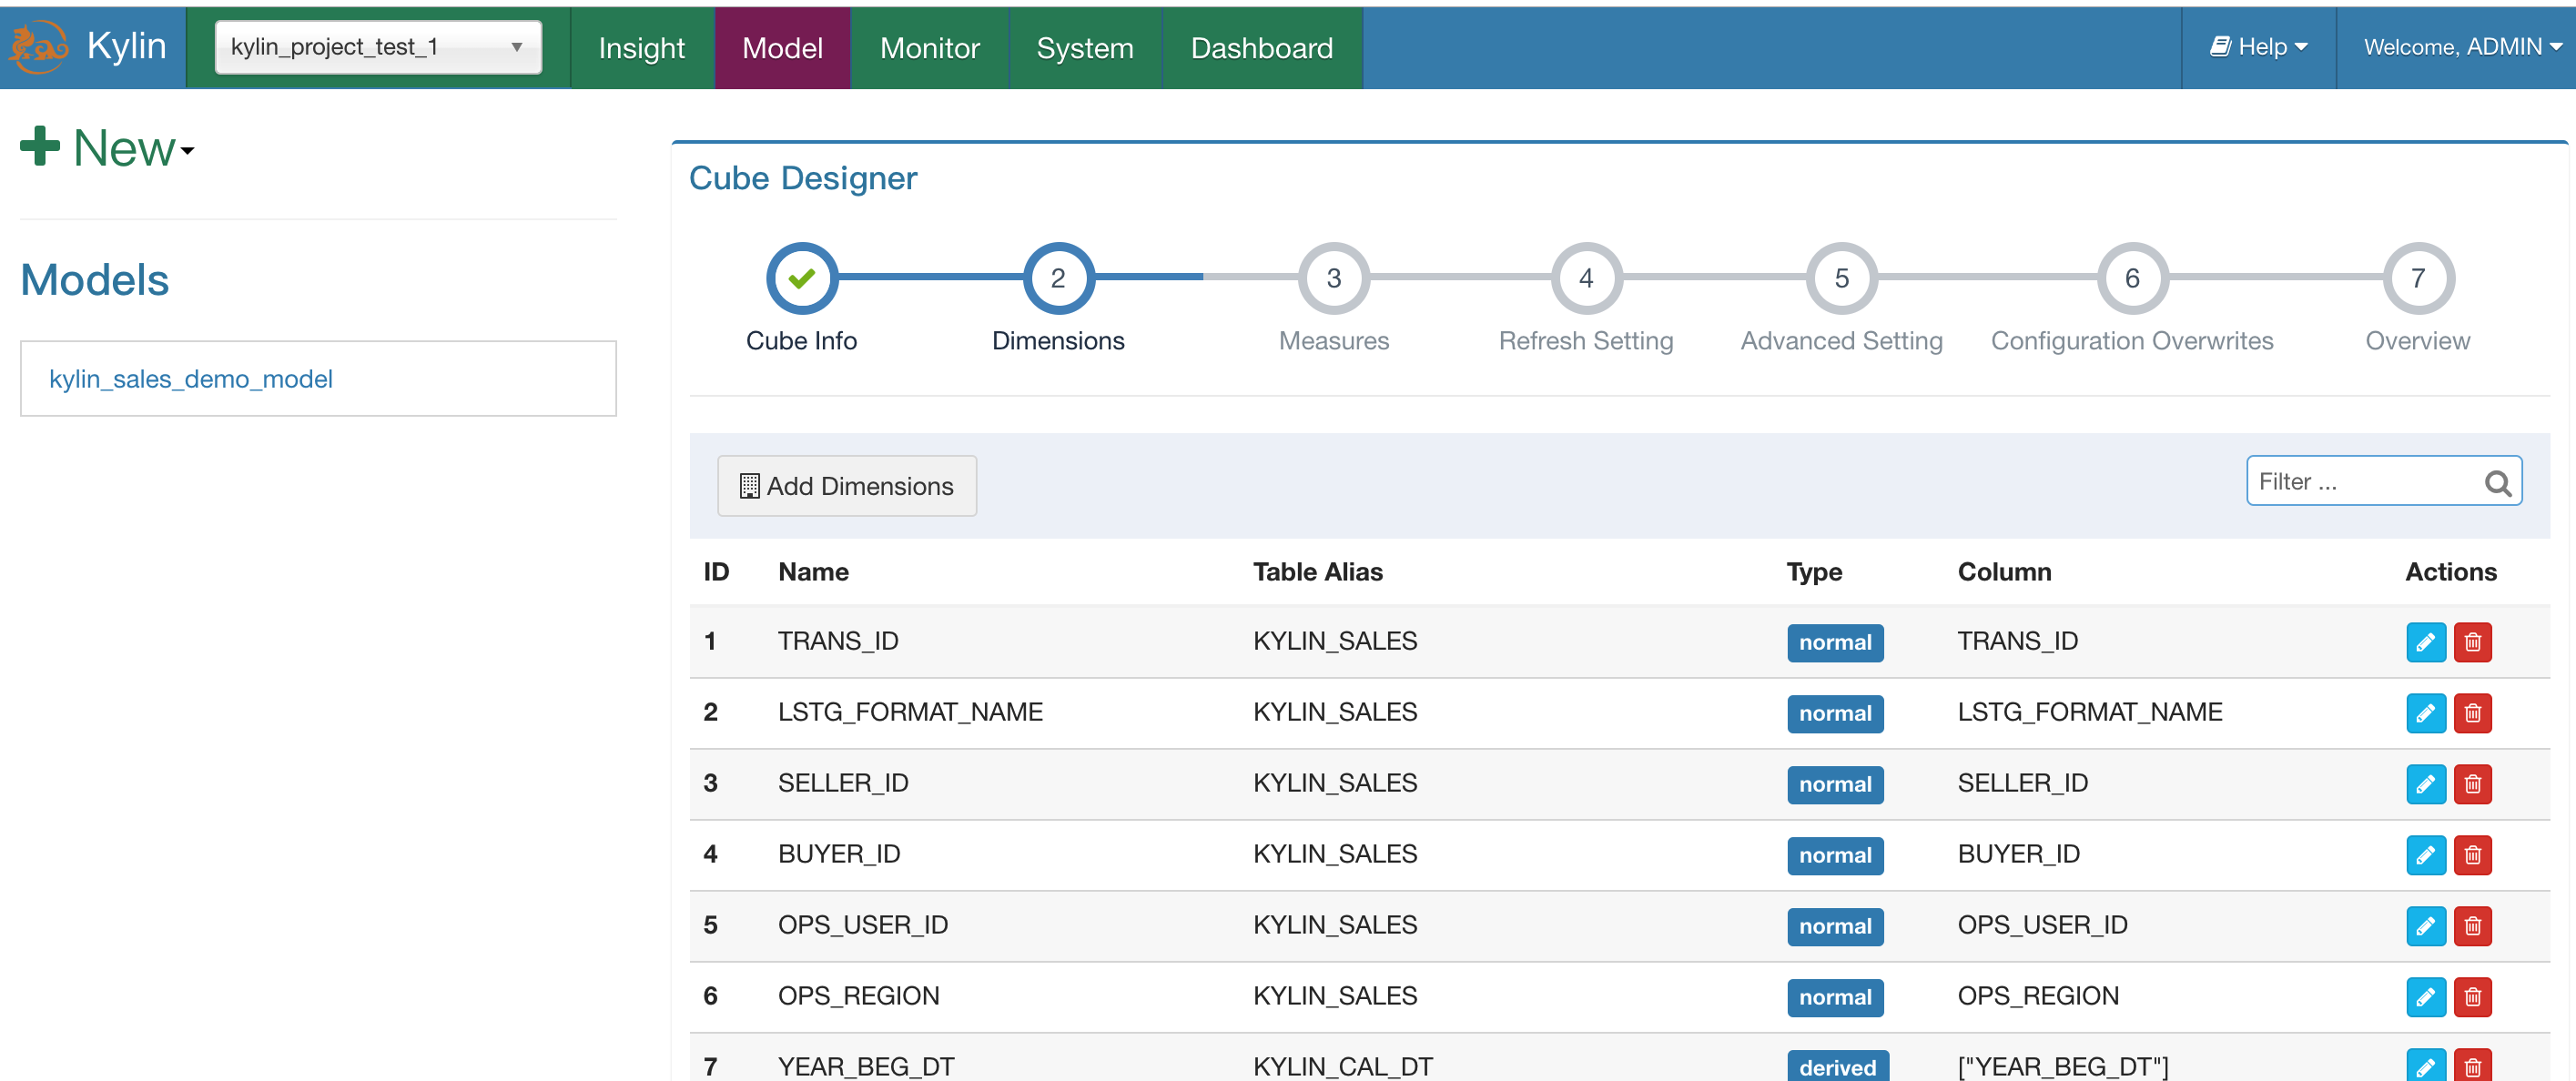 Kylin kylin_project_test_1 Insight Model Monitor System Dashboard Help Welcome, ADMIN
New
Models
kylin_sales_demo_model
Cube Designer
2 3 4 5 6 7
Cube Info Dimensions Measures Refresh Setting Advanced Setting Configuration Overwrites Overview
Add Dimensions Filter ...
ID Name Table Alias Type Column Actions
1 TRANS_ID KYLIN_SALES normal TRANS_ID
2 LSTG_FORMAT_NAME KYLIN_SALES normal LSTG_FORMAT_NAME
3 SELLER_ID KYLIN_SALES normal SELLER_ID
4 BUYER_ID KYLIN_SALES normal BUYER_ID
5 OPS_USER_ID KYLIN_SALES normal OPS_USER_ID
6 OPS_REGION KYLIN_SALES normal OPS_REGION
7 YEAR_BEG_DT KYLIN_CAL_DT derived ["YEAR_BEG_DT"]